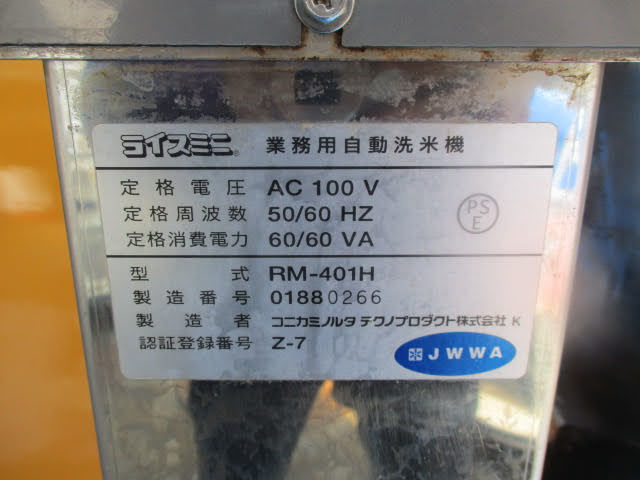 ライスミニ® 業務用自動洗米機
定格電圧 AC 100 V
定格周波数 50/60 HZ
定格消費電力 60/60 VA
PS
E
型式 RM-401H
製造番号 01880266
製造者 コニカミノルタ テクノプロダクト株式会社 K
認証登録番号 Z-7
JWWA